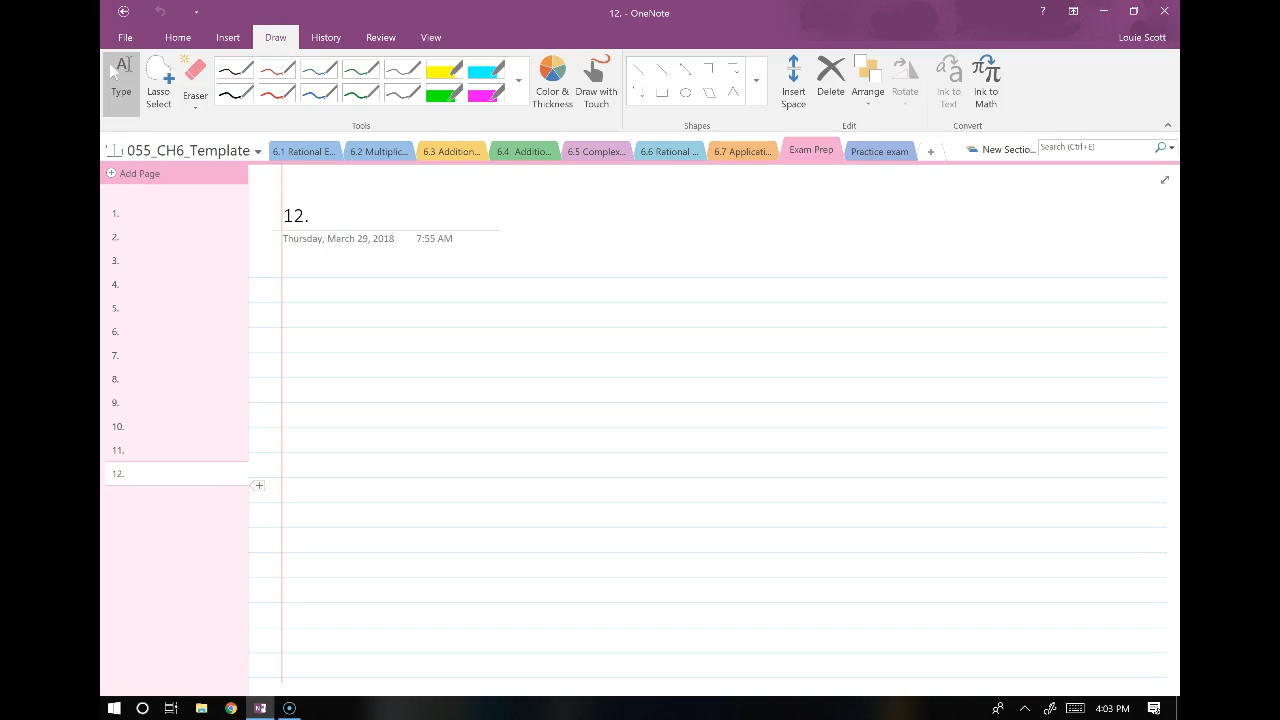 12. - OneNote
?
File Home Insert Draw History Review View
Louie Scott
Type
Lasso Select
Eraser
Color & Thickness
Draw with Touch
Insert Space
Delete
Arrange
Rotate
Ink to Text
Ink to Math
Tools
Shapes
Edit
Convert
055_CH6_Template
6.1 Rational E...
6.2 Multiplic...
6.3 Addition...
6.4 Additio...
6.5 Complex...
6.6 Rational ...
6.7 Applicati...
Exam Prep
Practice exam
+
New Sectio...
Search (Ctrl+E)
Add Page
12.
Thursday, March 29, 2018 7:55 AM
1.
2.
3.
4.
5.
6.
7.
8.
9.
10.
11.
12.
4:03 PM